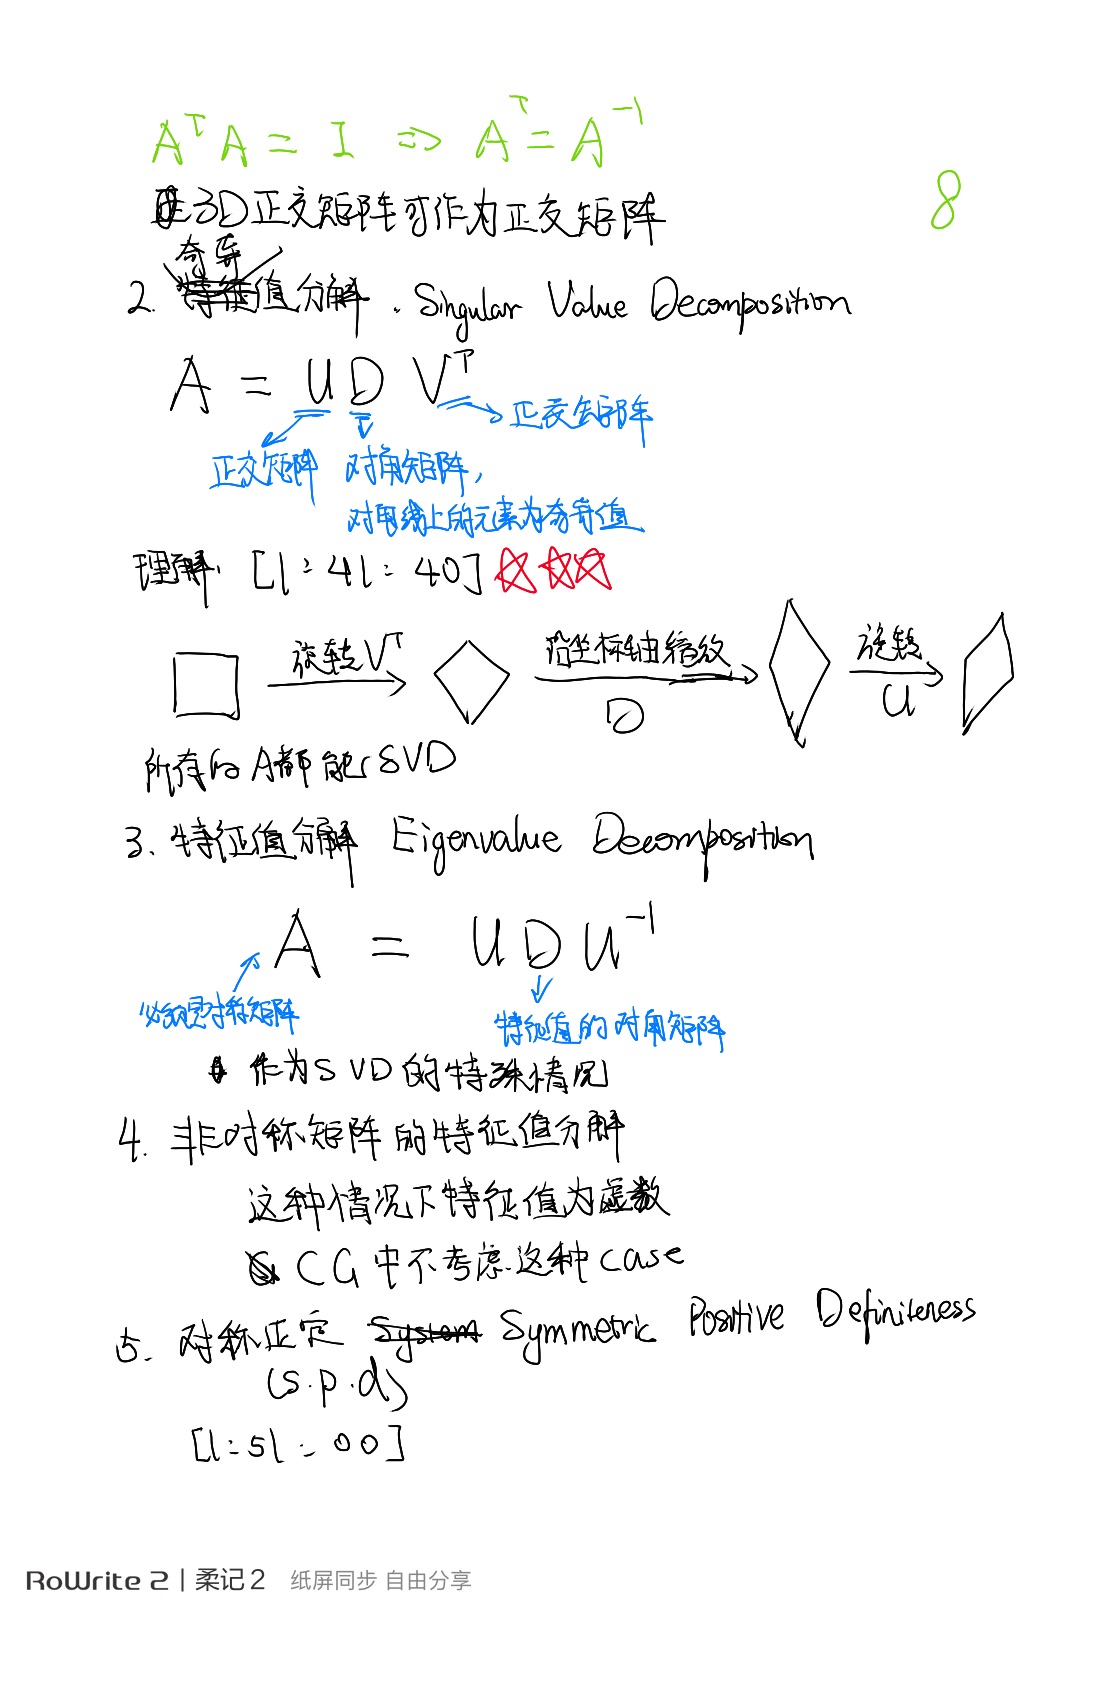 AᵀA = I ⇒ Aᵀ = A⁻¹
8
3D正交矩阵可作为正交矩阵
奇异
2. 特征值分解. Singular Value Decomposition
A = U D Vᵀ
正交矩阵
正交矩阵 对角矩阵,
对角线上的元素为奇异值
理解: [1:41:40] ☆☆☆
旋转Vᵀ 沿坐标轴缩放 旋转
D U
所有的A都能SVD
3. 特征值分解 Eigenvalue Decomposition
A = U D U⁻¹
必须是对称矩阵 特征值的对角矩阵
作为SVD的特殊情况
4. 非对称矩阵的特征值分解
这种情况下特征值为虚数
CG中不考虑这种case
5. 对称正定 System Symmetric Positive Definiteness
(s.p.d)
[1:51:00]
RoWrite 2 | 柔记2 纸屏同步 自由分享